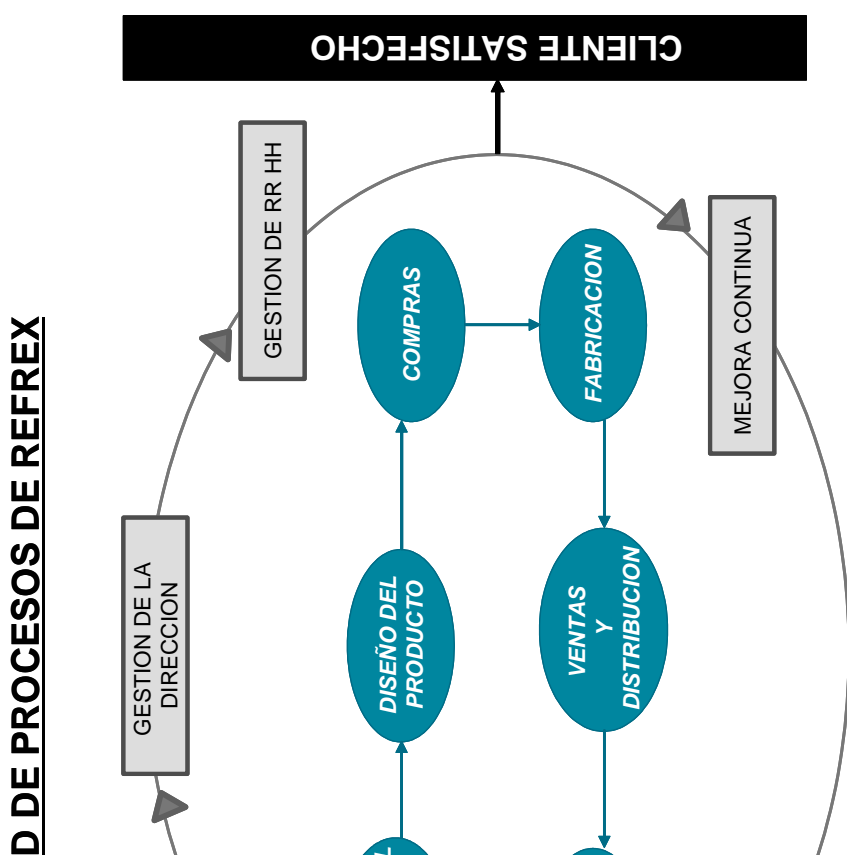 D DE PROCESOS DE REFREX
CLIENTE SATISFECHO
GESTION DE LA
DIRECCION
GESTION DE RR HH
MEJORA CONTINUA
DISEÑO DEL
PRODUCTO
COMPRAS
FABRICACION
VENTAS
Y
DISTRIBUCION